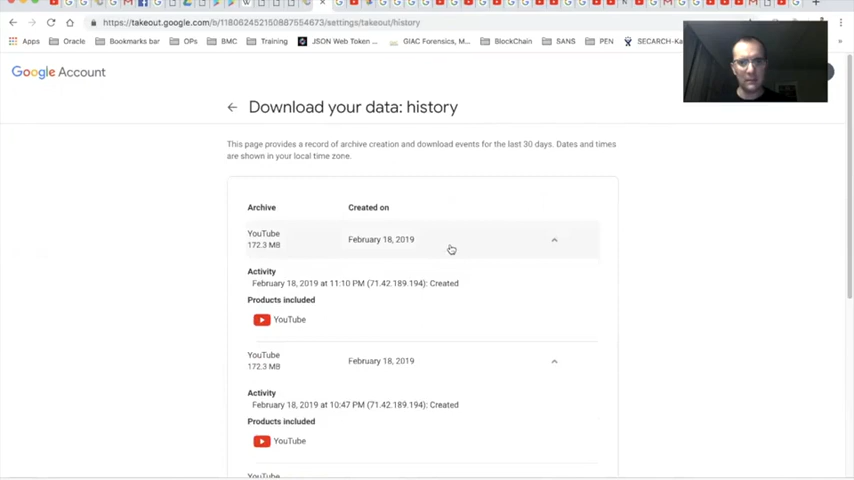 https://takeout.google.com/b/118062452150887554673/settings/takeout/history
Apps Oracle Bookmarks bar OPs BMC Training JSON Web Token ... GIAC Forensics, M... BlockChain SANS PEN SECARCH-Ka
Google Account
Download your data: history
This page provides a record of archive creation and download events for the last 30 days. Dates and times
are shown in your local time zone.
Archive Created on
YouTube
172.3 MB
February 18, 2019
Activity
February 18, 2019 at 11:10 PM (71.42.189.194): Created
Products included
YouTube
YouTube
172.3 MB
February 18, 2019
Activity
February 18, 2019 at 10:47 PM (71.42.189.194): Created
Products included
YouTube
YouTube